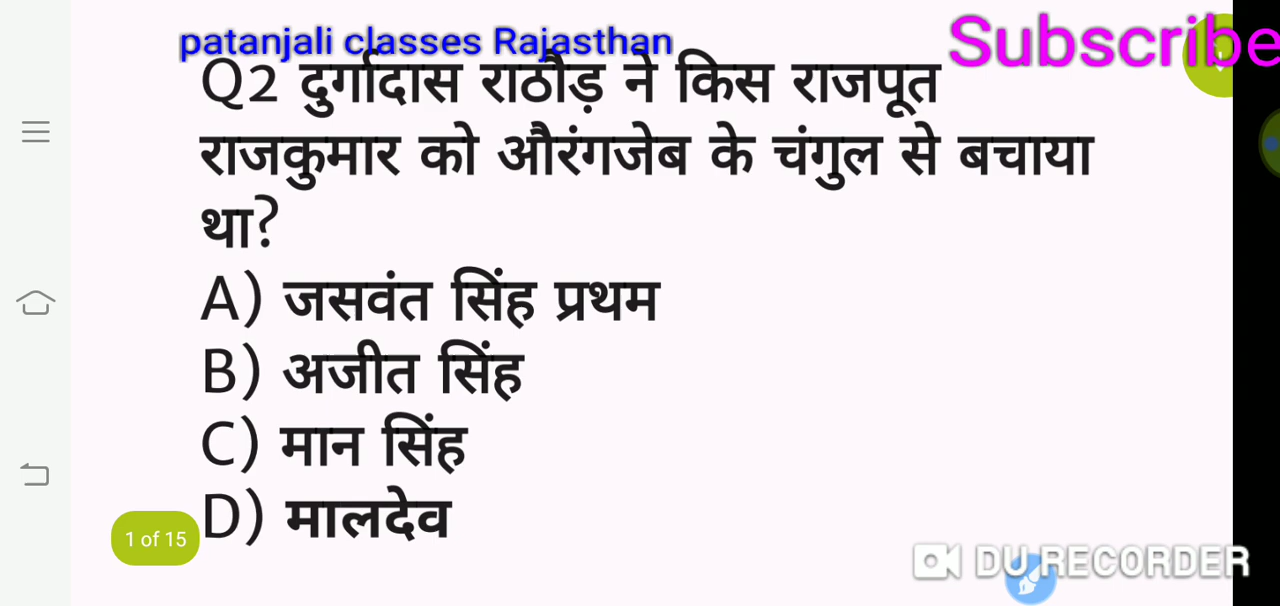 patanjali classes Rajasthan
Subscribe
Q2 दुर्गादास राठौड़ ने किस राजपूत
राजकुमार को औरंगजेब के चंगुल से बचाया
था?
A) जसवंत सिंह प्रथम
B) अजीत सिंह
C) मान सिंह
D) मालदेव
1 of 15
DU RECORDER